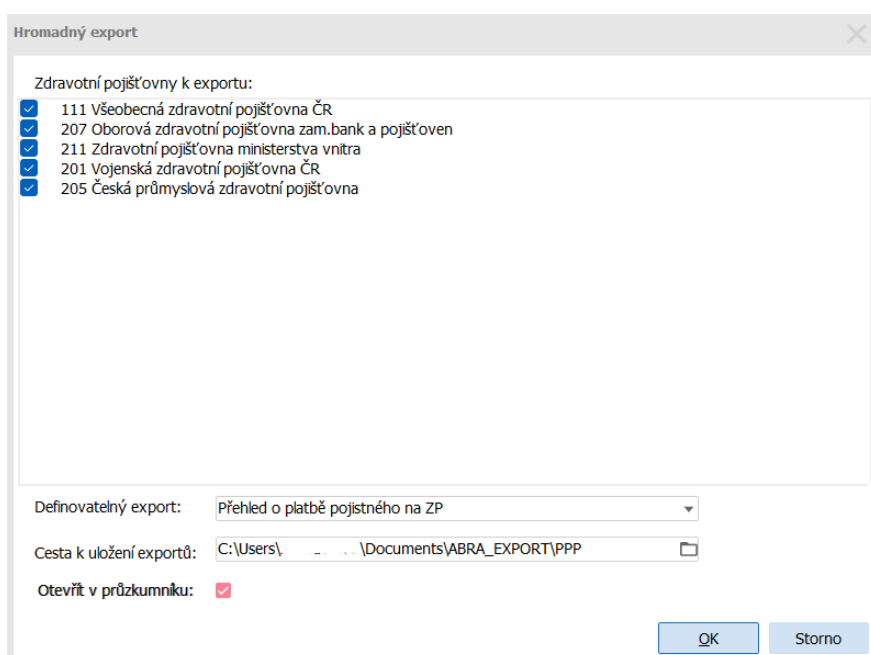 Hromadný export
Zdravotní pojišťovny k exportu:
111 Všeobecná zdravotní pojišťovna ČR
207 Oborová zdravotní pojišťovna zam.bank a pojišťoven
211 Zdravotní pojišťovna ministerstva vnitra
201 Vojenská zdravotní pojišťovna ČR
205 Česká průmyslová zdravotní pojišťovna
Definovatelný export: Přehled o platbě pojistného na ZP
Cesta k uložení exportů: C:\Users\ \Documents\ABRA_EXPORT\PPP
Otevřít v průzkumníku:
OK Storno